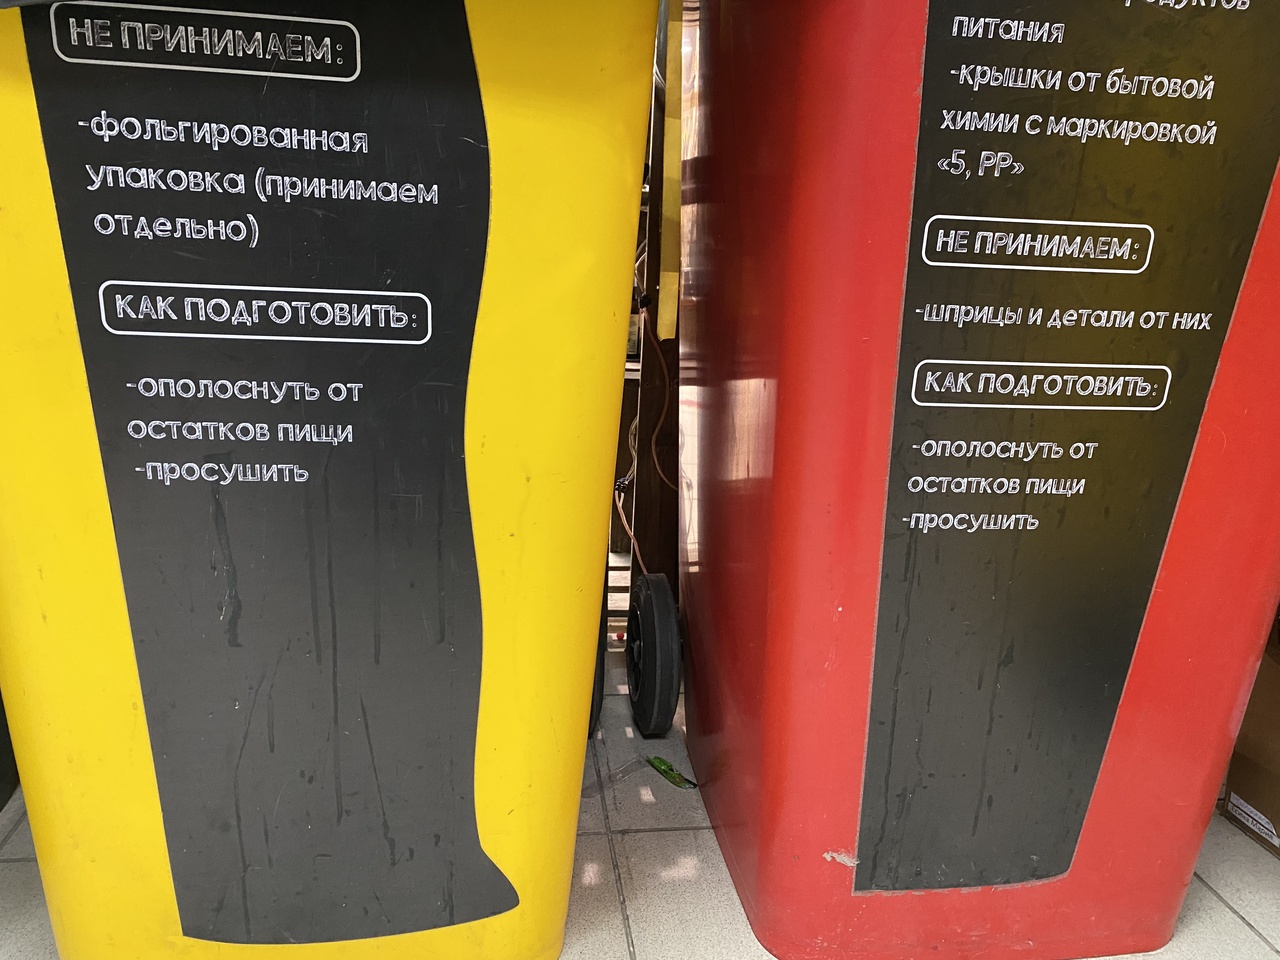 НЕ ПРИНИМАЕМ:
-фольгированная
упаковка (принимаем
отдельно)
КАК ПОДГОТОВИТЬ:
-ополоснуть от
остатков пищи
-просушить
питания
-крышки от бытовой
химии с маркировкой
«5, РР»
НЕ ПРИНИМАЕМ:
-шприцы и детали от них
КАК ПОДГОТОВИТЬ:
-ополоснуть от
остатков пищи
-просушить